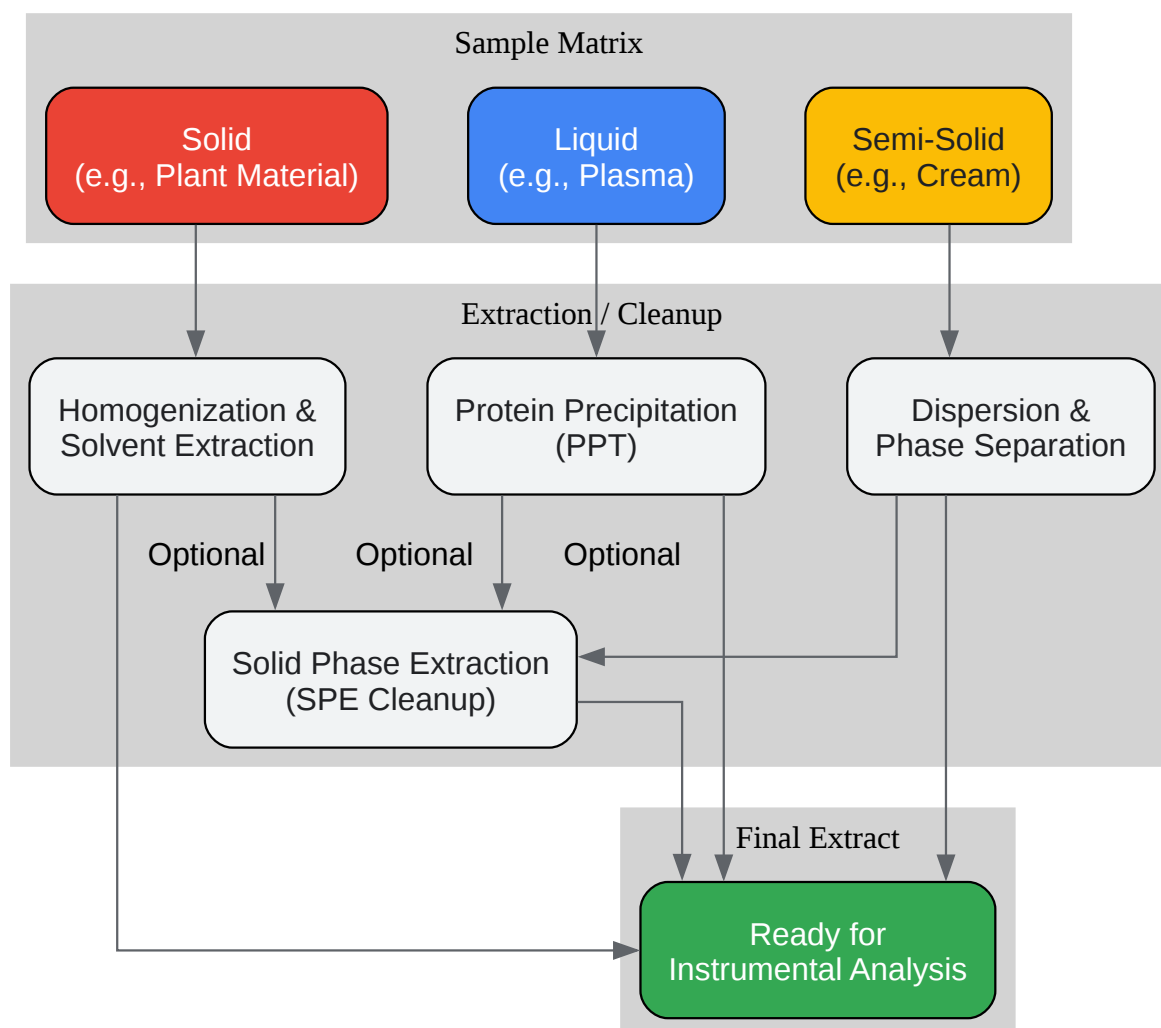 Sample Matrix
Solid
(e.g., Plant Material)
Liquid
(e.g., Plasma)
Semi-Solid
(e.g., Cream)
Extraction / Cleanup
Homogenization &
Solvent Extraction
Protein Precipitation
(PPT)
Dispersion &
Phase Separation
Optional
Optional
Optional
Solid Phase Extraction
(SPE Cleanup)
Final Extract
Ready for
Instrumental Analysis